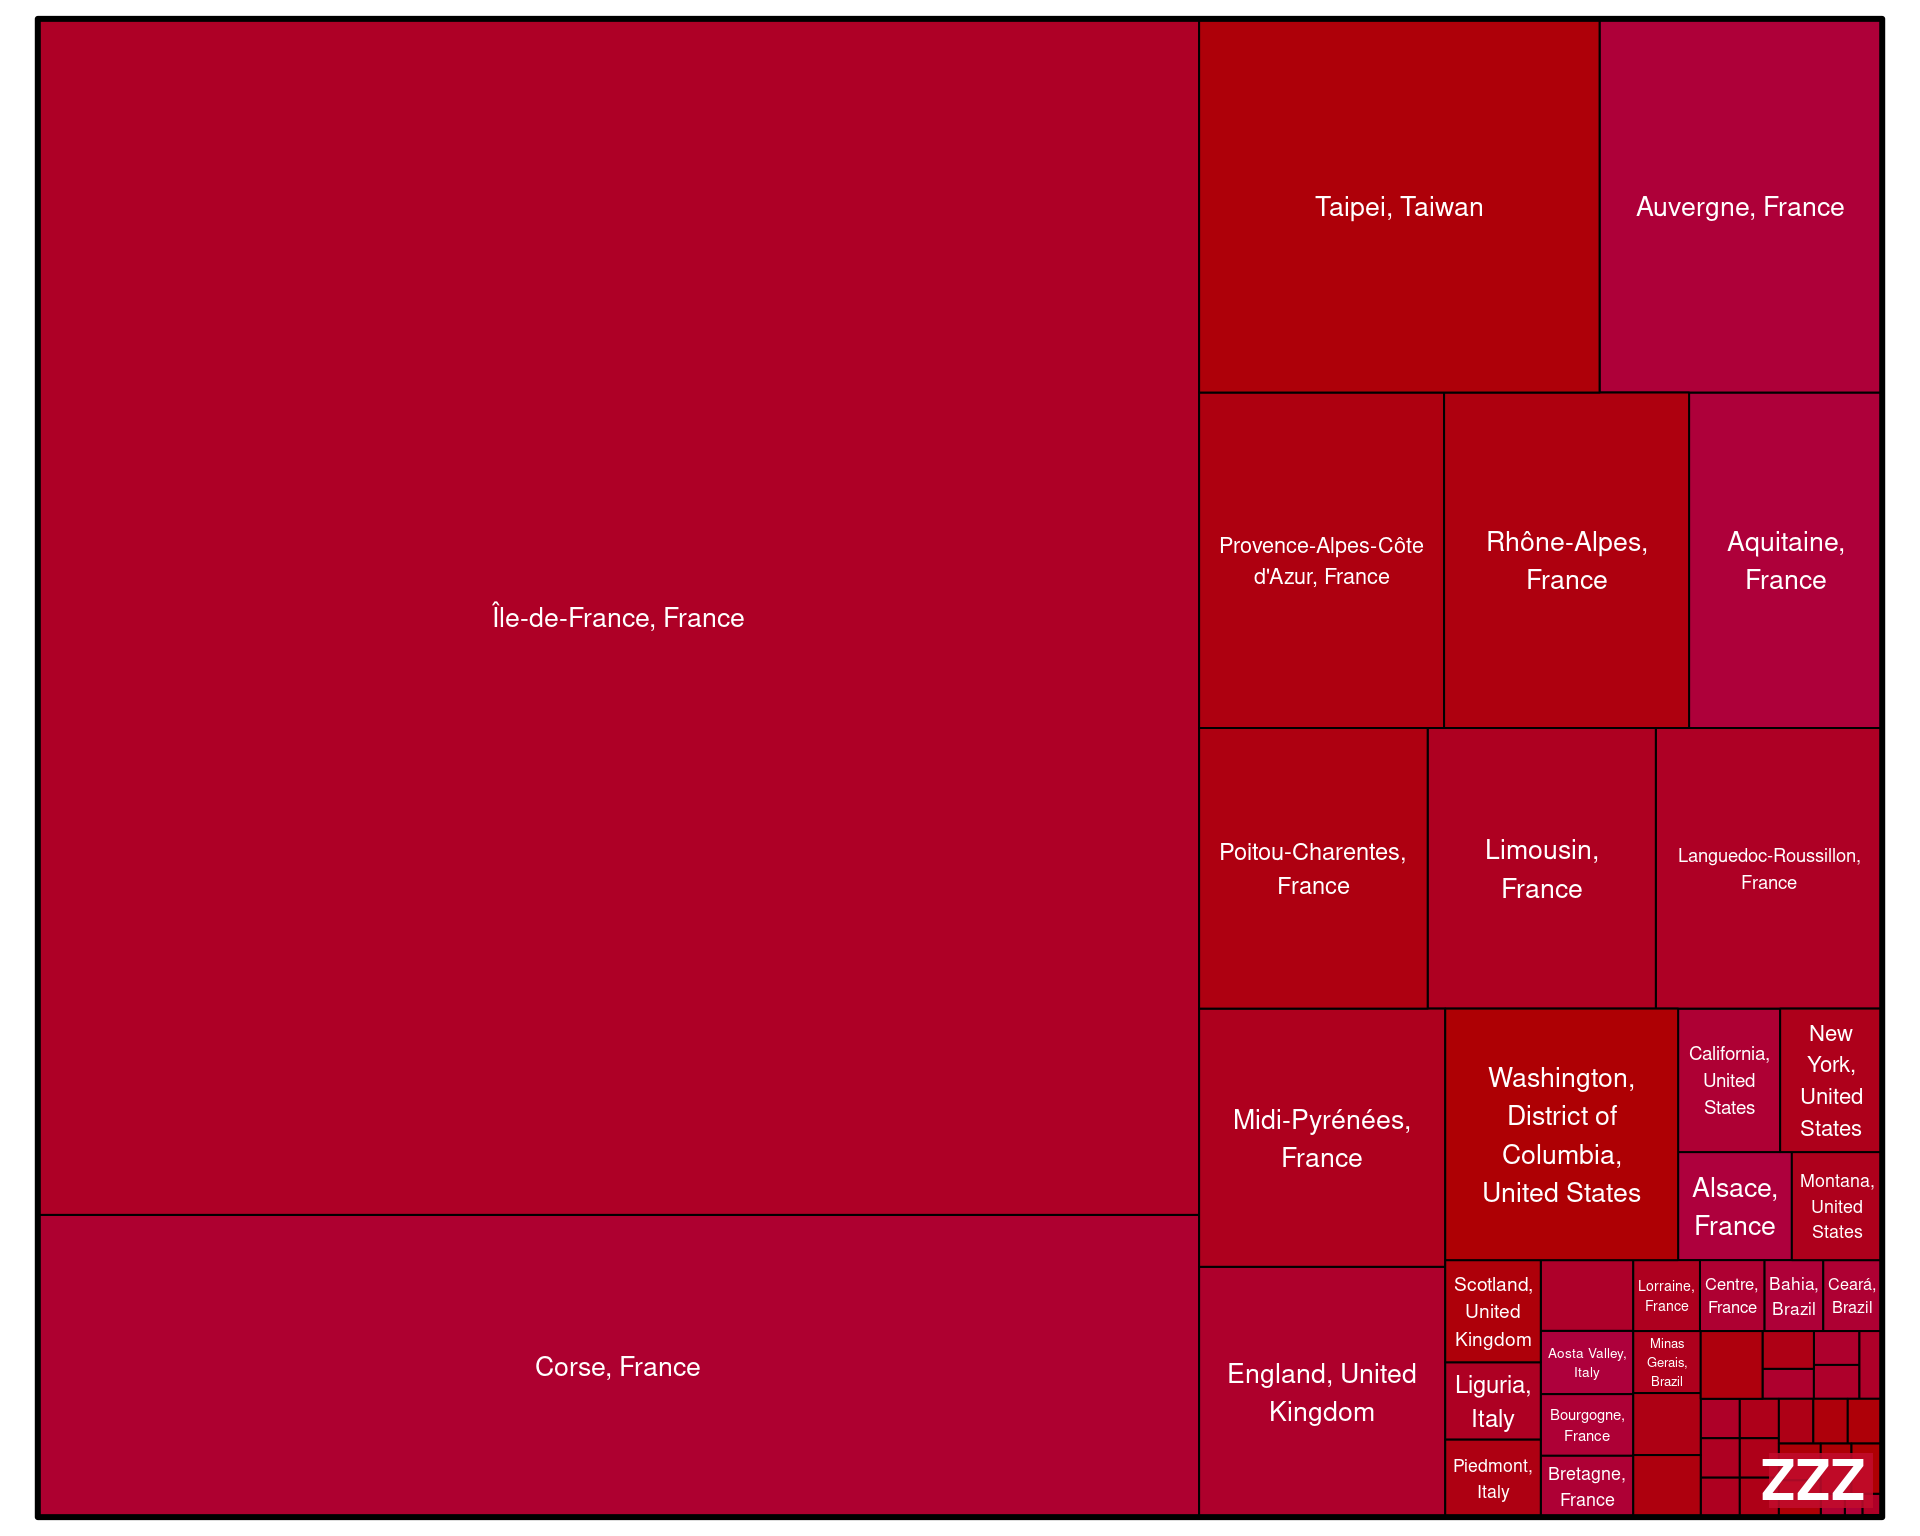 Île-de-France, France
Corse, France
Taipei, Taiwan
Auvergne, France
Provence-Alpes-Côte
d'Azur, France
Rhône-Alpes,
France
Aquitaine,
France
Poitou-Charentes,
France
Limousin,
France
Languedoc-Roussillon,
France
Midi-Pyrénées,
France
England, United
Kingdom
Washington,
District of
Columbia,
United States
California,
United
States
New
York,
United
States
Alsace,
France
Montana,
United
States
Scotland,
United
Kingdom
Liguria,
Italy
Piedmont,
Italy
Aosta Valley,
Italy
Bourgogne,
France
Bretagne,
France
Lorraine,
France
Minas
Gerais,
Brazil
Centre,
France
Bahia,
Brazil
Ceará,
Brazil
ZZZ